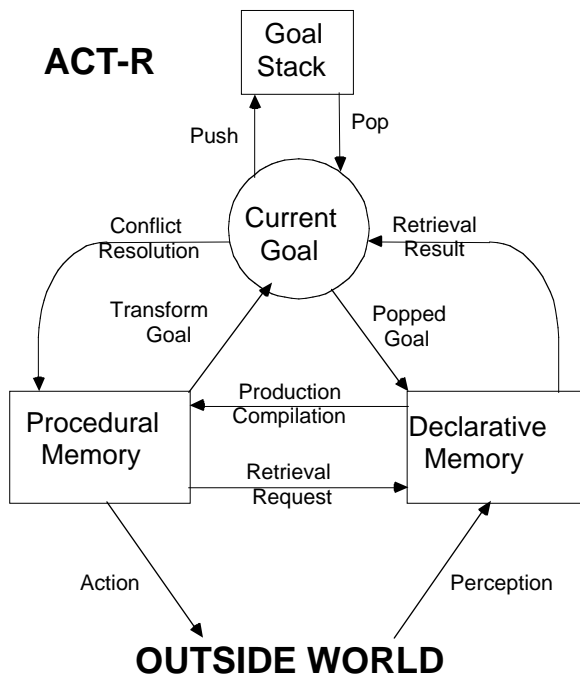 ACT-R
Goal
Stack
Push
Pop
Current
Goal
Conflict
Resolution
Retrieval
Result
Transform
Goal
Popped
Goal
Procedural
Memory
Production
Compilation
Declarative
Memory
Retrieval
Request
Action
Perception
OUTSIDE WORLD